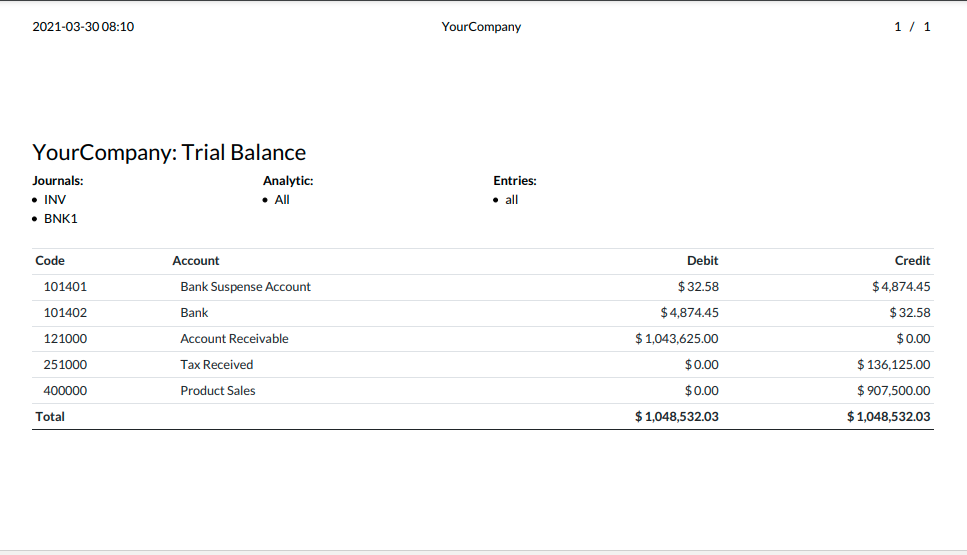 2021-03-30 08:10 YourCompany 1 / 1
YourCompany: Trial Balance
Journals: Analytic: Entries:
• INV • All • all
• BNK1
Code Account Debit Credit
101401 Bank Suspense Account $ 32.58 $ 4,874.45
101402 Bank $ 4,874.45 $ 32.58
121000 Account Receivable $ 1,043,625.00 $ 0.00
251000 Tax Received $ 0.00 $ 136,125.00
400000 Product Sales $ 0.00 $ 907,500.00
Total $ 1,048,532.03 $ 1,048,532.03